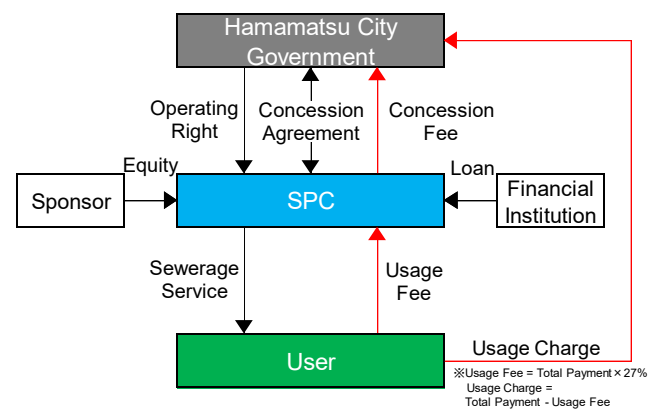 Hamamatsu City
Government
Operating
Right
Concession
Agreement
Concession
Fee
Equity
Loan
Sponsor
SPC
Financial
Institution
Sewerage
Service
Usage
Fee
User
Usage Charge
※Usage Fee = Total Payment×27%
Usage Charge =
Total Payment - Usage Fee